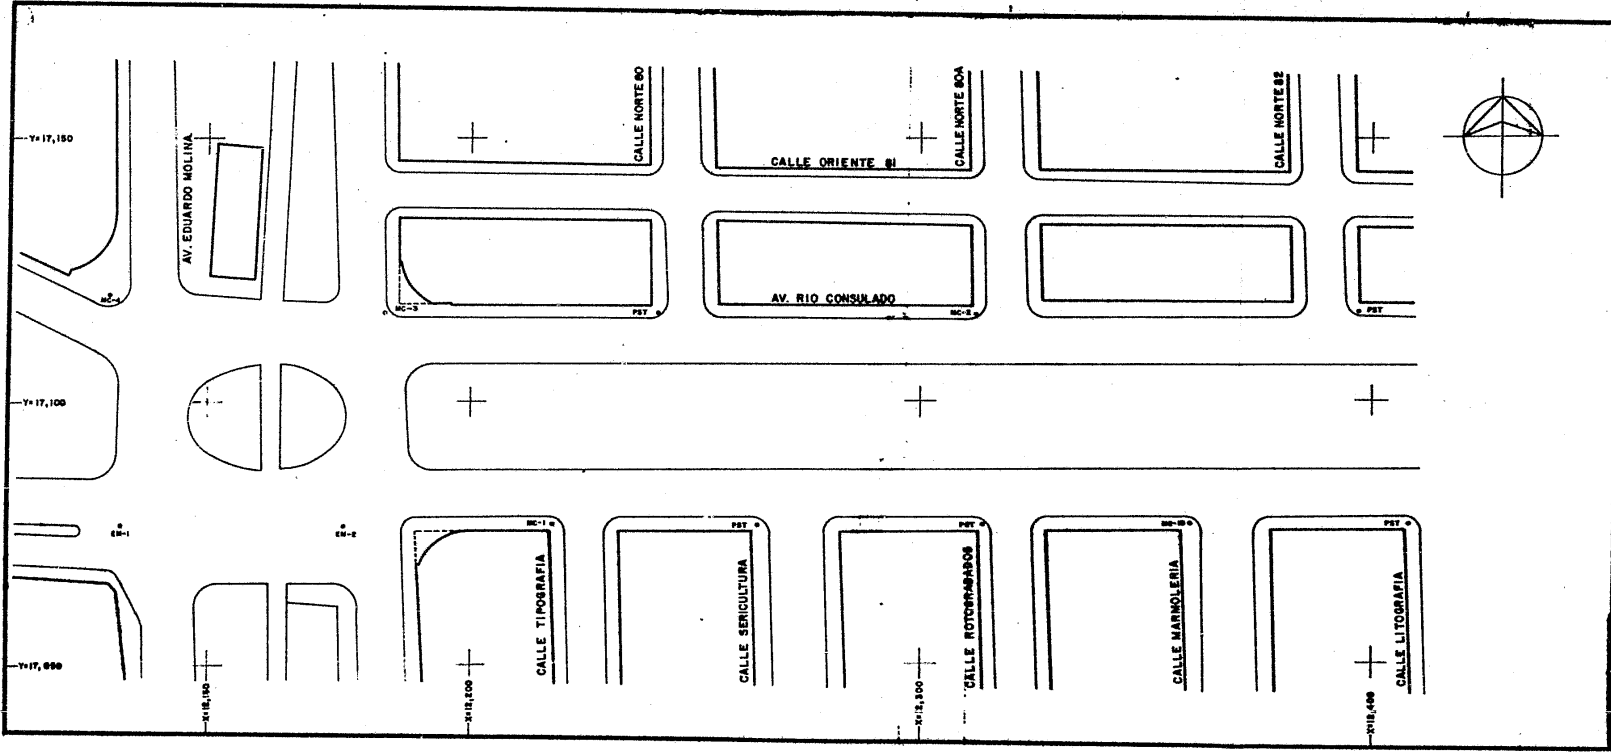 CALLE NORTE 80
CALLE NORTE 80A
CALLE NORTE 82
Y=17,150
AV. EDUARDO MOLINA
CALLE ORIENTE 81
MC-4
AV. RIO CONSULADO
MC-3
PST
MC-2
PST
Y=17,100
EM-1
EM-2
MC-1
PST
PST
PST
CALLE TIPOGRAFIA
CALLE SERICULTURA
CALLE ROTOGRABADOS
CALLE MARMOLERIA
CALLE LITOGRAFIA
X=12,150
X=12,200
X=12,300
X=12,400